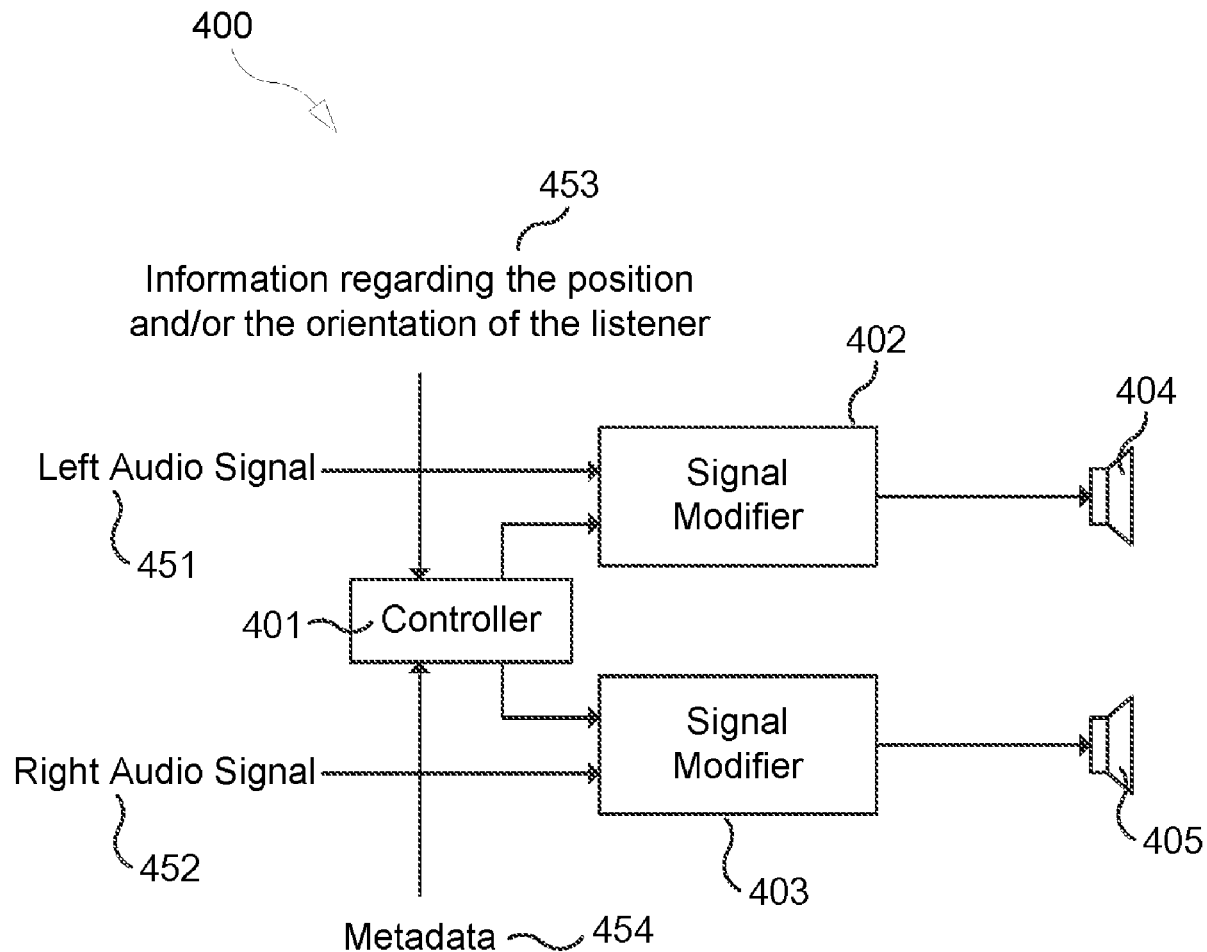 400
453
Information regarding the position
and/or the orientation of the listener
402
404
Left Audio Signal
451
Signal
Modifier
401
Controller
Right Audio Signal
452
Signal
Modifier
403
405
Metadata
454